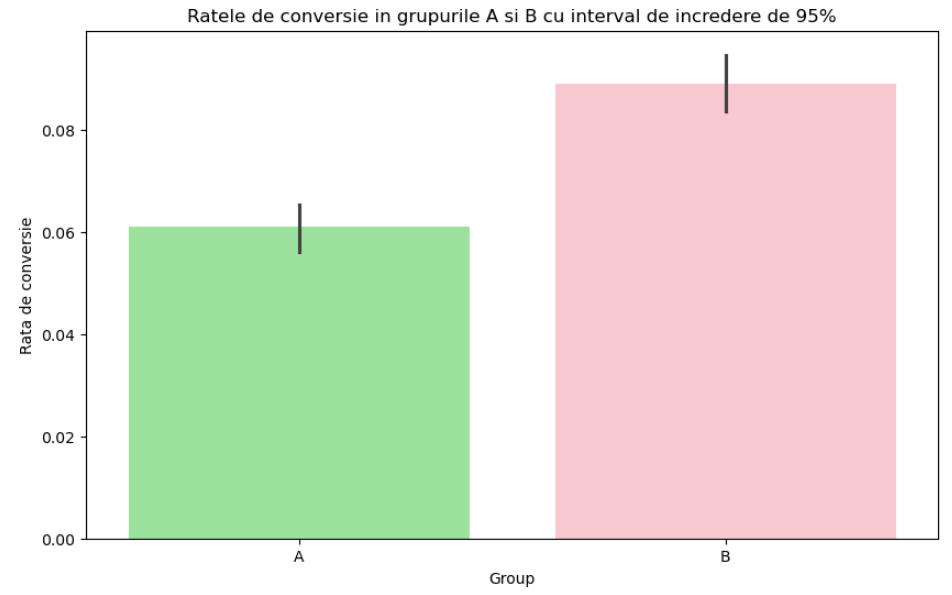 Ratele de conversie in grupurile A si B cu interval de incredere de 95%
Rata de conversie
0.08
0.06
0.04
0.02
0.00
A
B
Group